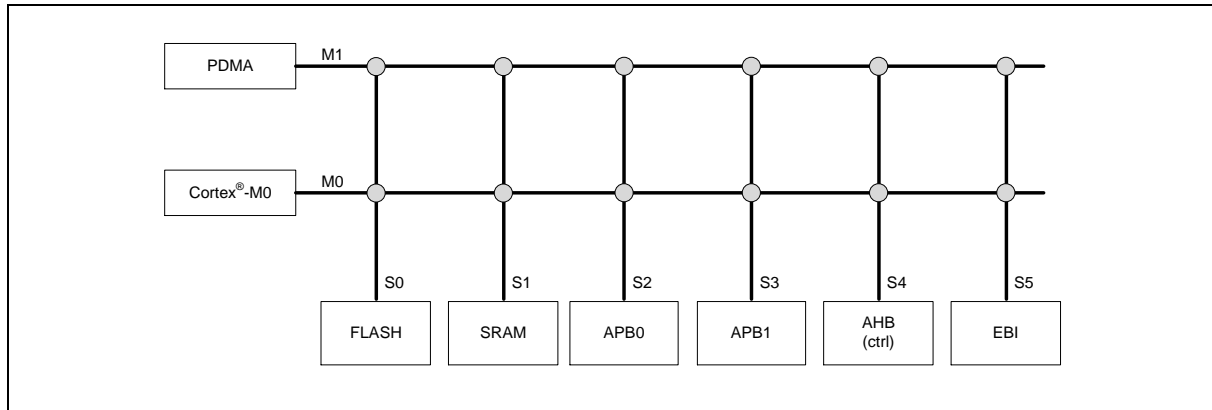 PDMA
M1
Cortex®-M0
M0
S0
S1
S2
S3
S4
S5
FLASH
SRAM
APB0
APB1
AHB
(ctrl)
EBI